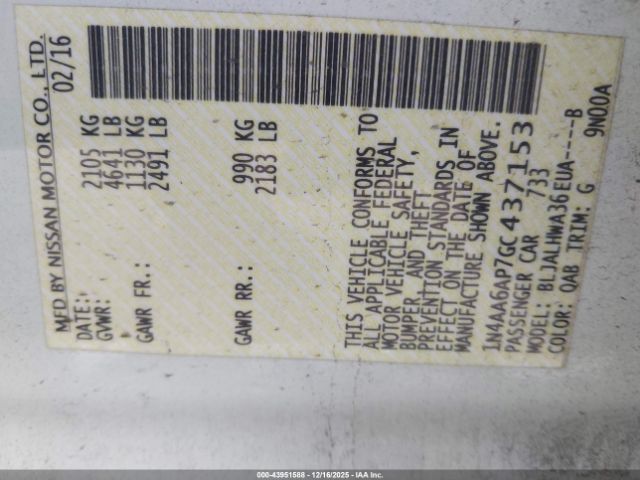 MFD BY NISSAN MOTOR CO., LTD.
DATE: 02/16
GVWR: 2105 KG
4641 LB
GAWR FR.: 1130 KG
2491 LB
GAWR RR.: 990 KG
2183 LB
THIS VEHICLE CONFORMS TO
ALL APPLICABLE FEDERAL
MOTOR VEHICLE SAFETY,
BUMPER, AND THEFT
PREVENTION STANDARDS IN
EFFECT ON THE DATE OF
MANUFACTURE SHOWN ABOVE.
1N4AA6AP7GC437153
PASSENGER CAR 733
MODEL: BLJALHWA36EUA----B
COLOR: QAB TRIM: G 9N00A
000-43951588 - 12/16/2025 - IAA Inc.